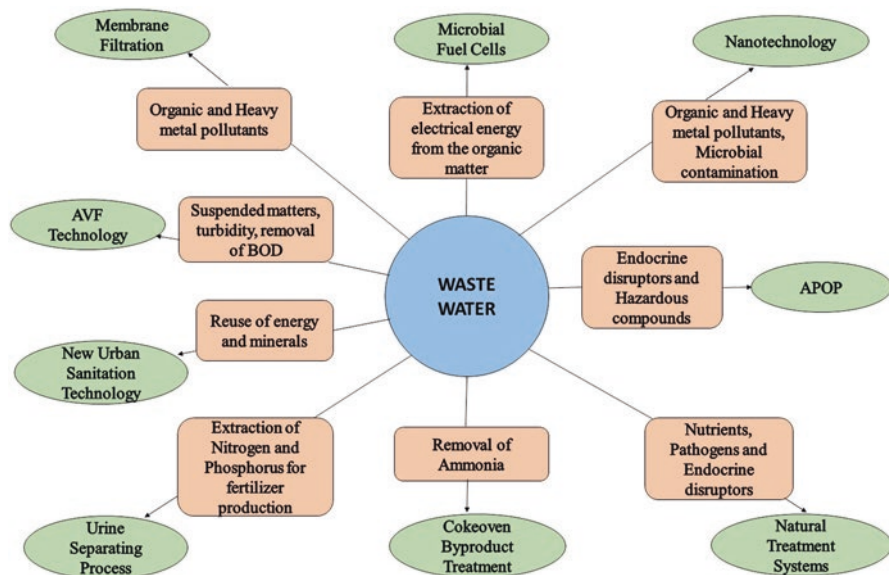 Membrane
Filtration
Microbial
Fuel Cells
Nanotechnology
Organic and Heavy
metal pollutants
Extraction of
electrical energy
from the organic
matter
Organic and Heavy
metal pollutants,
Microbial
contamination
AVF
Technology
Suspended matters,
turbidity, removal
of BOD
WASTE
WATER
Endocrine
disruptors and
Hazardous
compounds
APOP
Reuse of energy
and minerals
New Urban
Sanitation
Technology
Extraction of
Nitrogen and
Phosphorus for
fertilizer
production
Removal of
Ammonia
Nutrients,
Pathogens and
Endocrine
disruptors
Urine
Separating
Process
Cokeoven
Byproduct
Treatment
Natural
Treatment
Systems